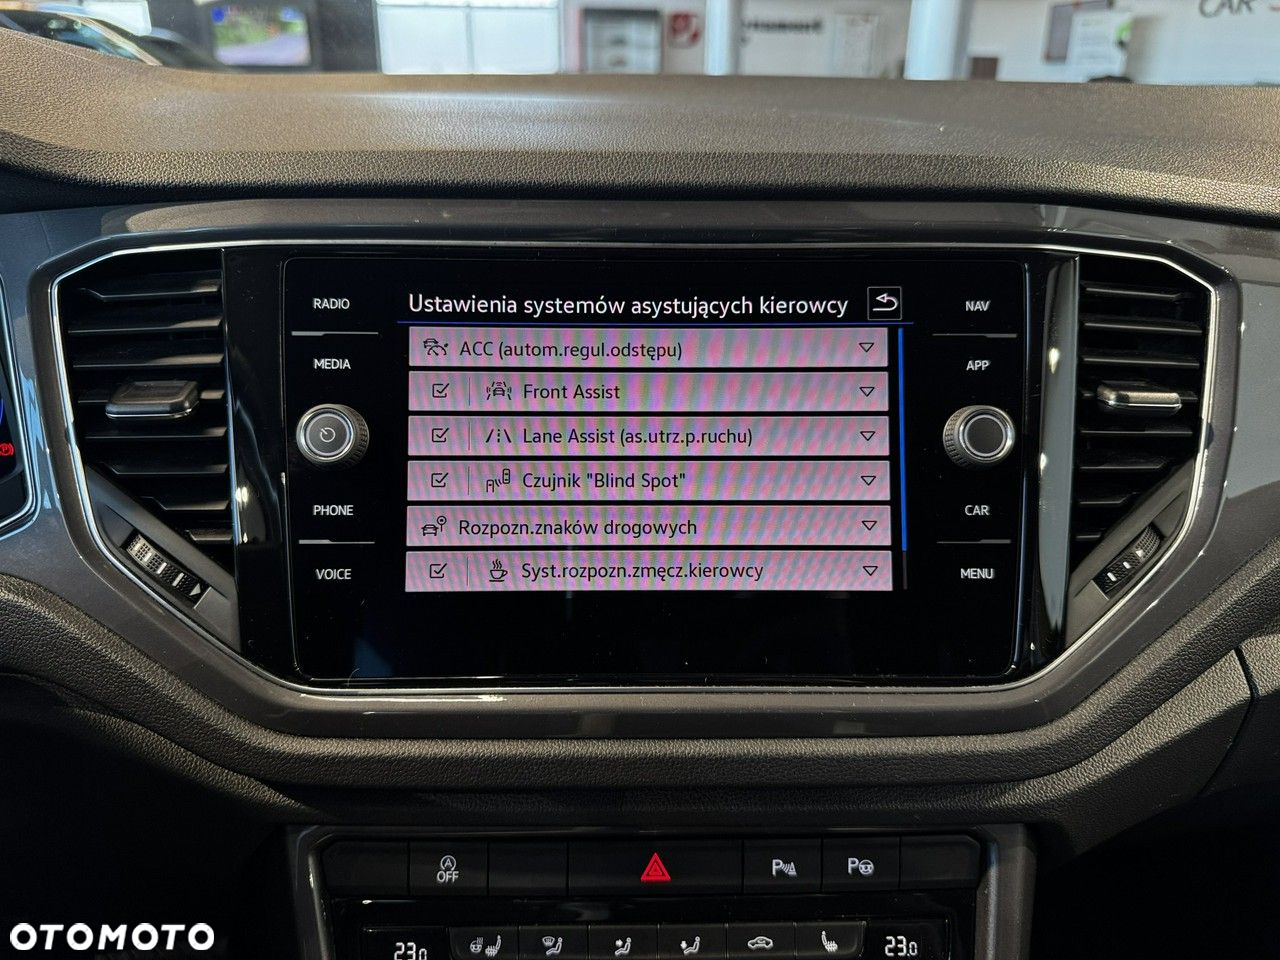 CAR
RADIO
MEDIA
PHONE
VOICE
Ustawienia systemów asystujących kierowcy
ACC (autom.regul.odstępu)
Front Assist
Lane Assist (as.utrz.p.ruchu)
Czujnik "Blind Spot"
Rozpozn.znaków drogowych
Syst.rozpozn.zmęcz.kierowcy
NAV
APP
CAR
MENU
A
OFF
P
P
23.0
23.0
OTOMOTO